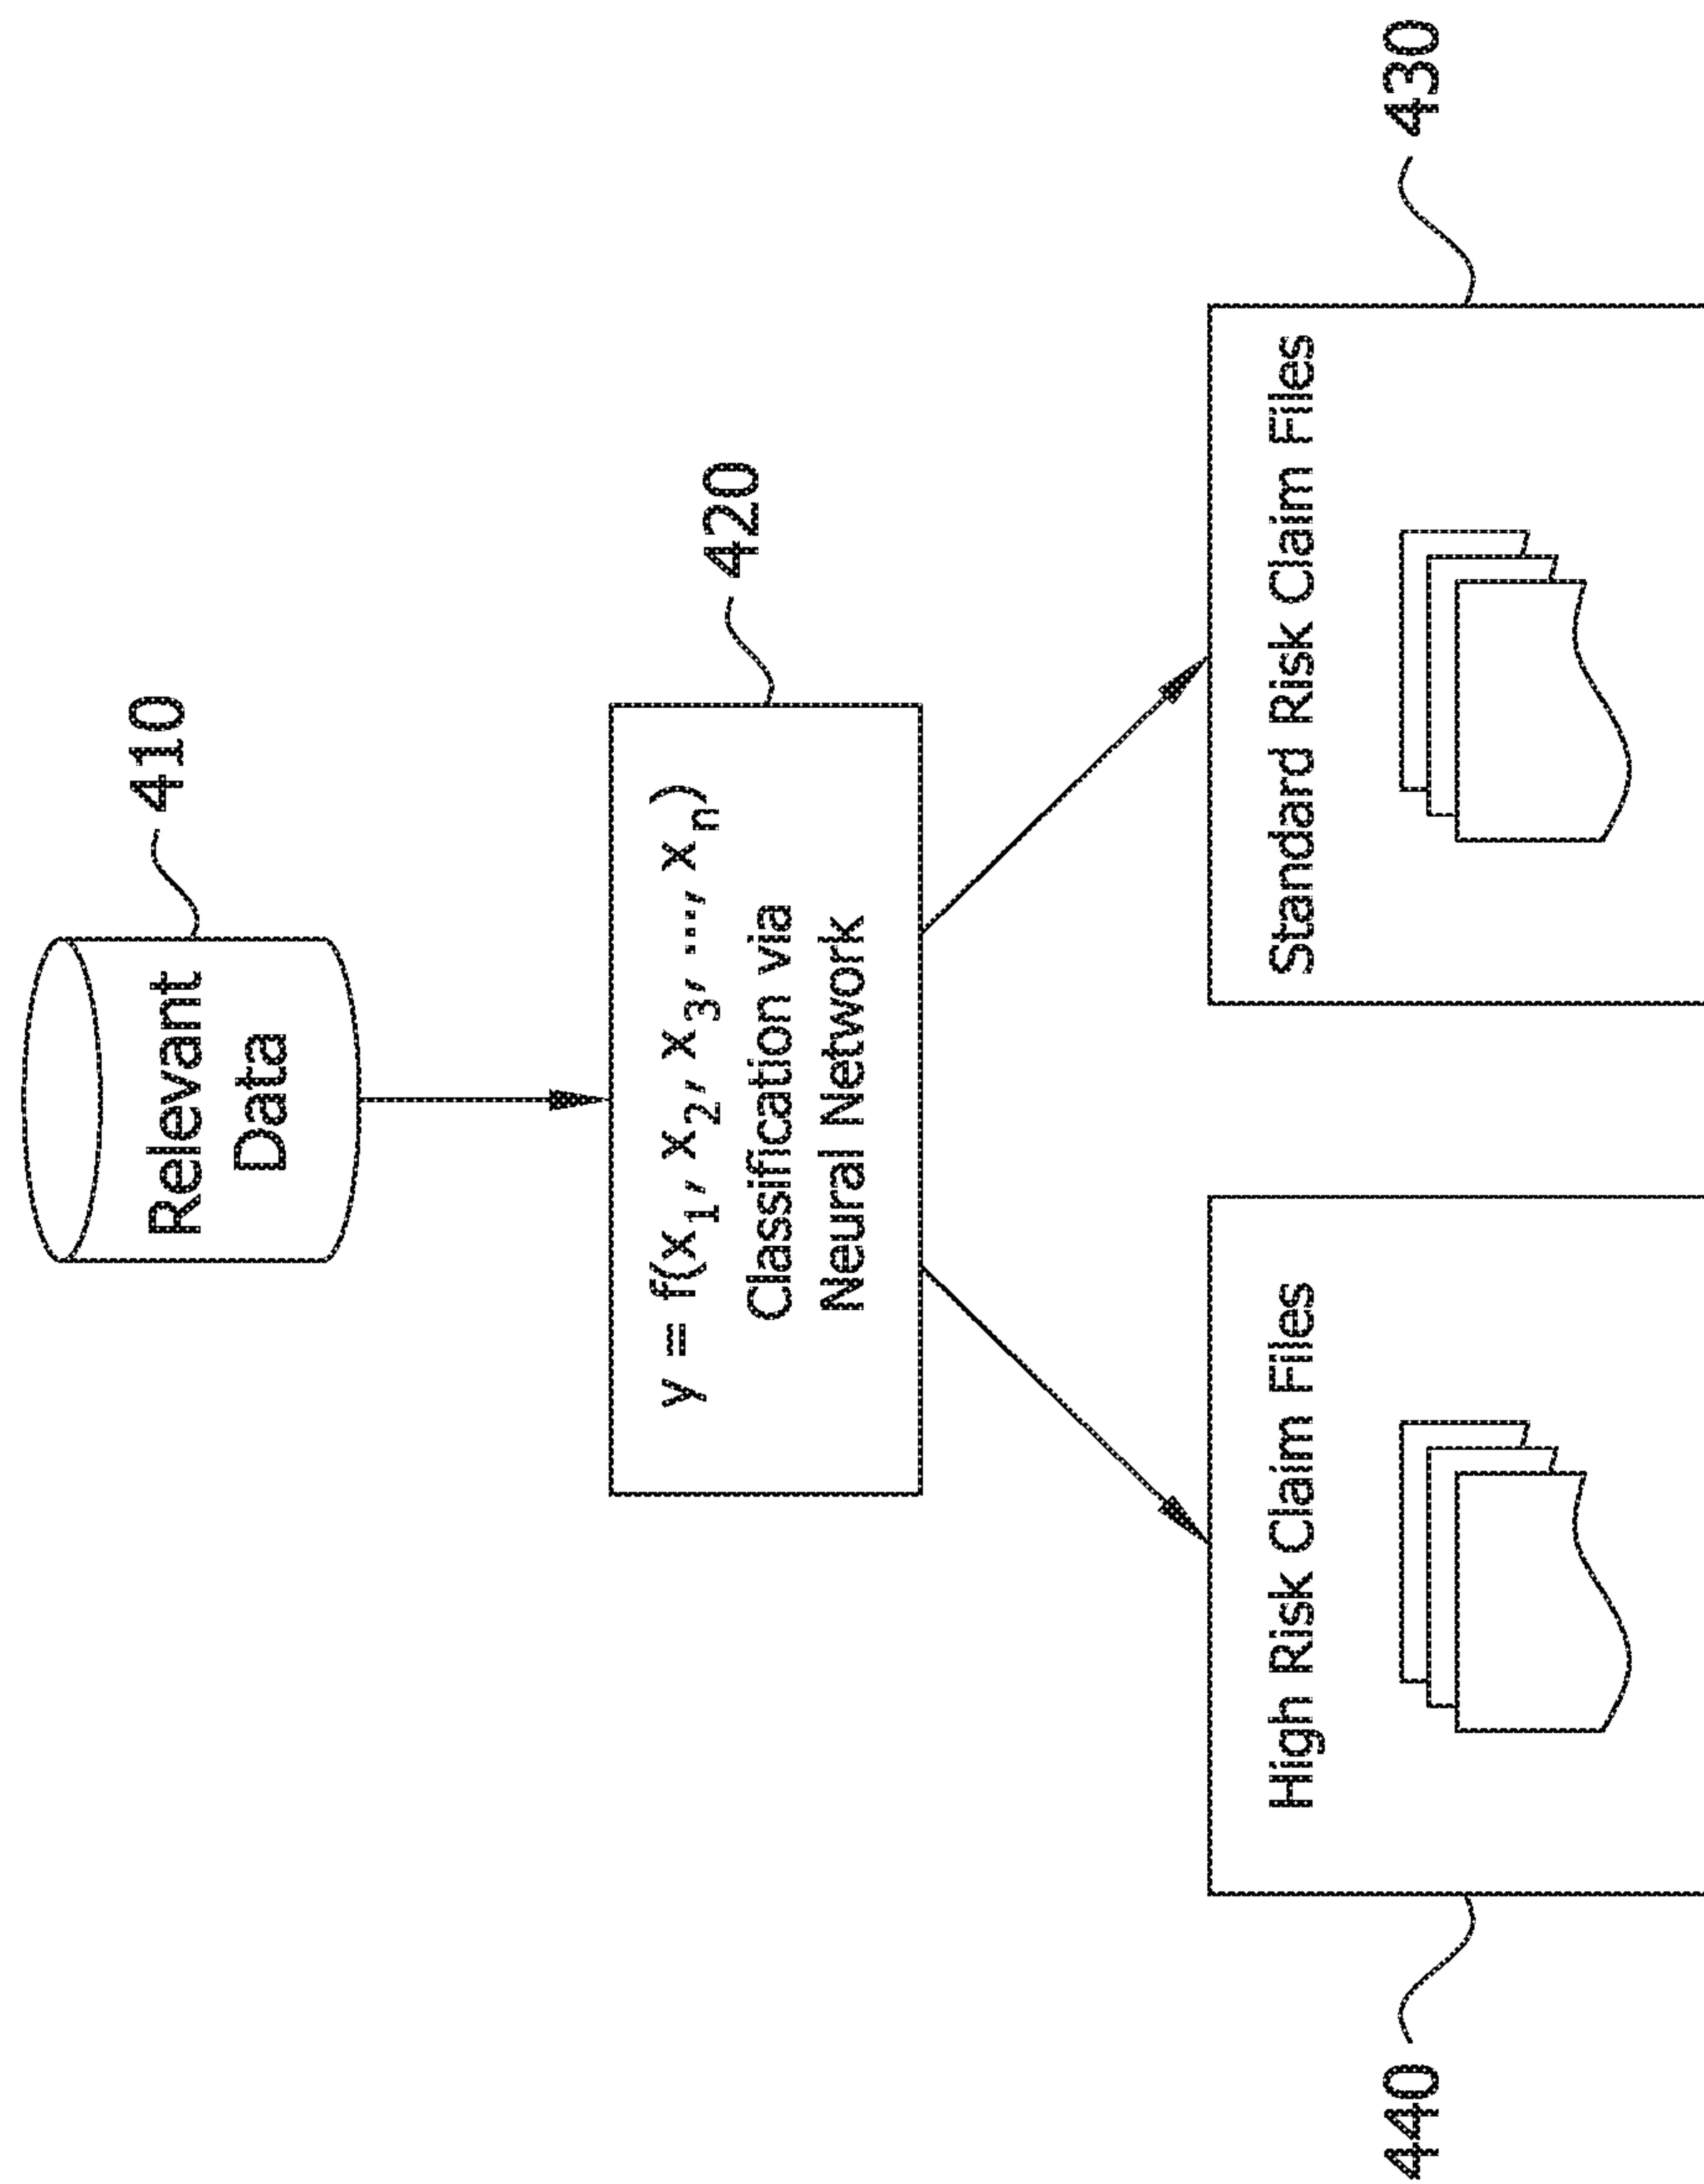 410
Relevant
Data
420
y = f(x₁, x₂, x₃, ..., xₙ)
Classification via
Neural Network
440
High Risk Claim Files
Standard Risk Claim Files
430